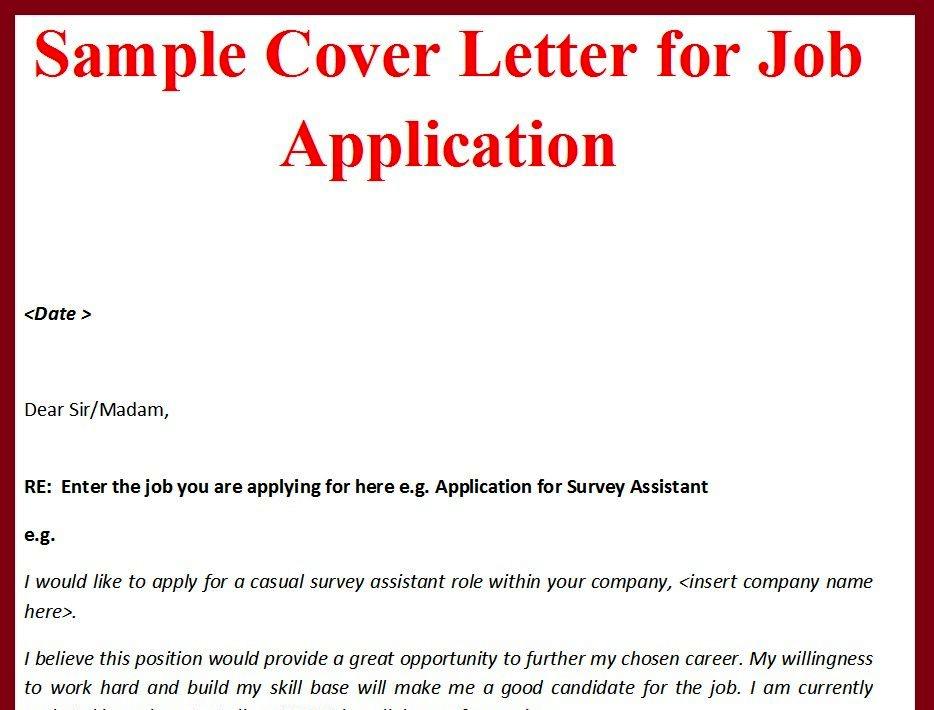 Sample Cover Letter for Job
Application
<Date >
Dear Sir/Madam,
RE:  Enter the job you are applying for here e.g. Application for Survey Assistant
e.g.
I would like to apply for a casual survey assistant role within your company, <insert company name
here>.
I believe this position would provide a great opportunity to further my chosen career. My willingness
to work hard and build my skill base will make me a good candidate for the job. I am currently